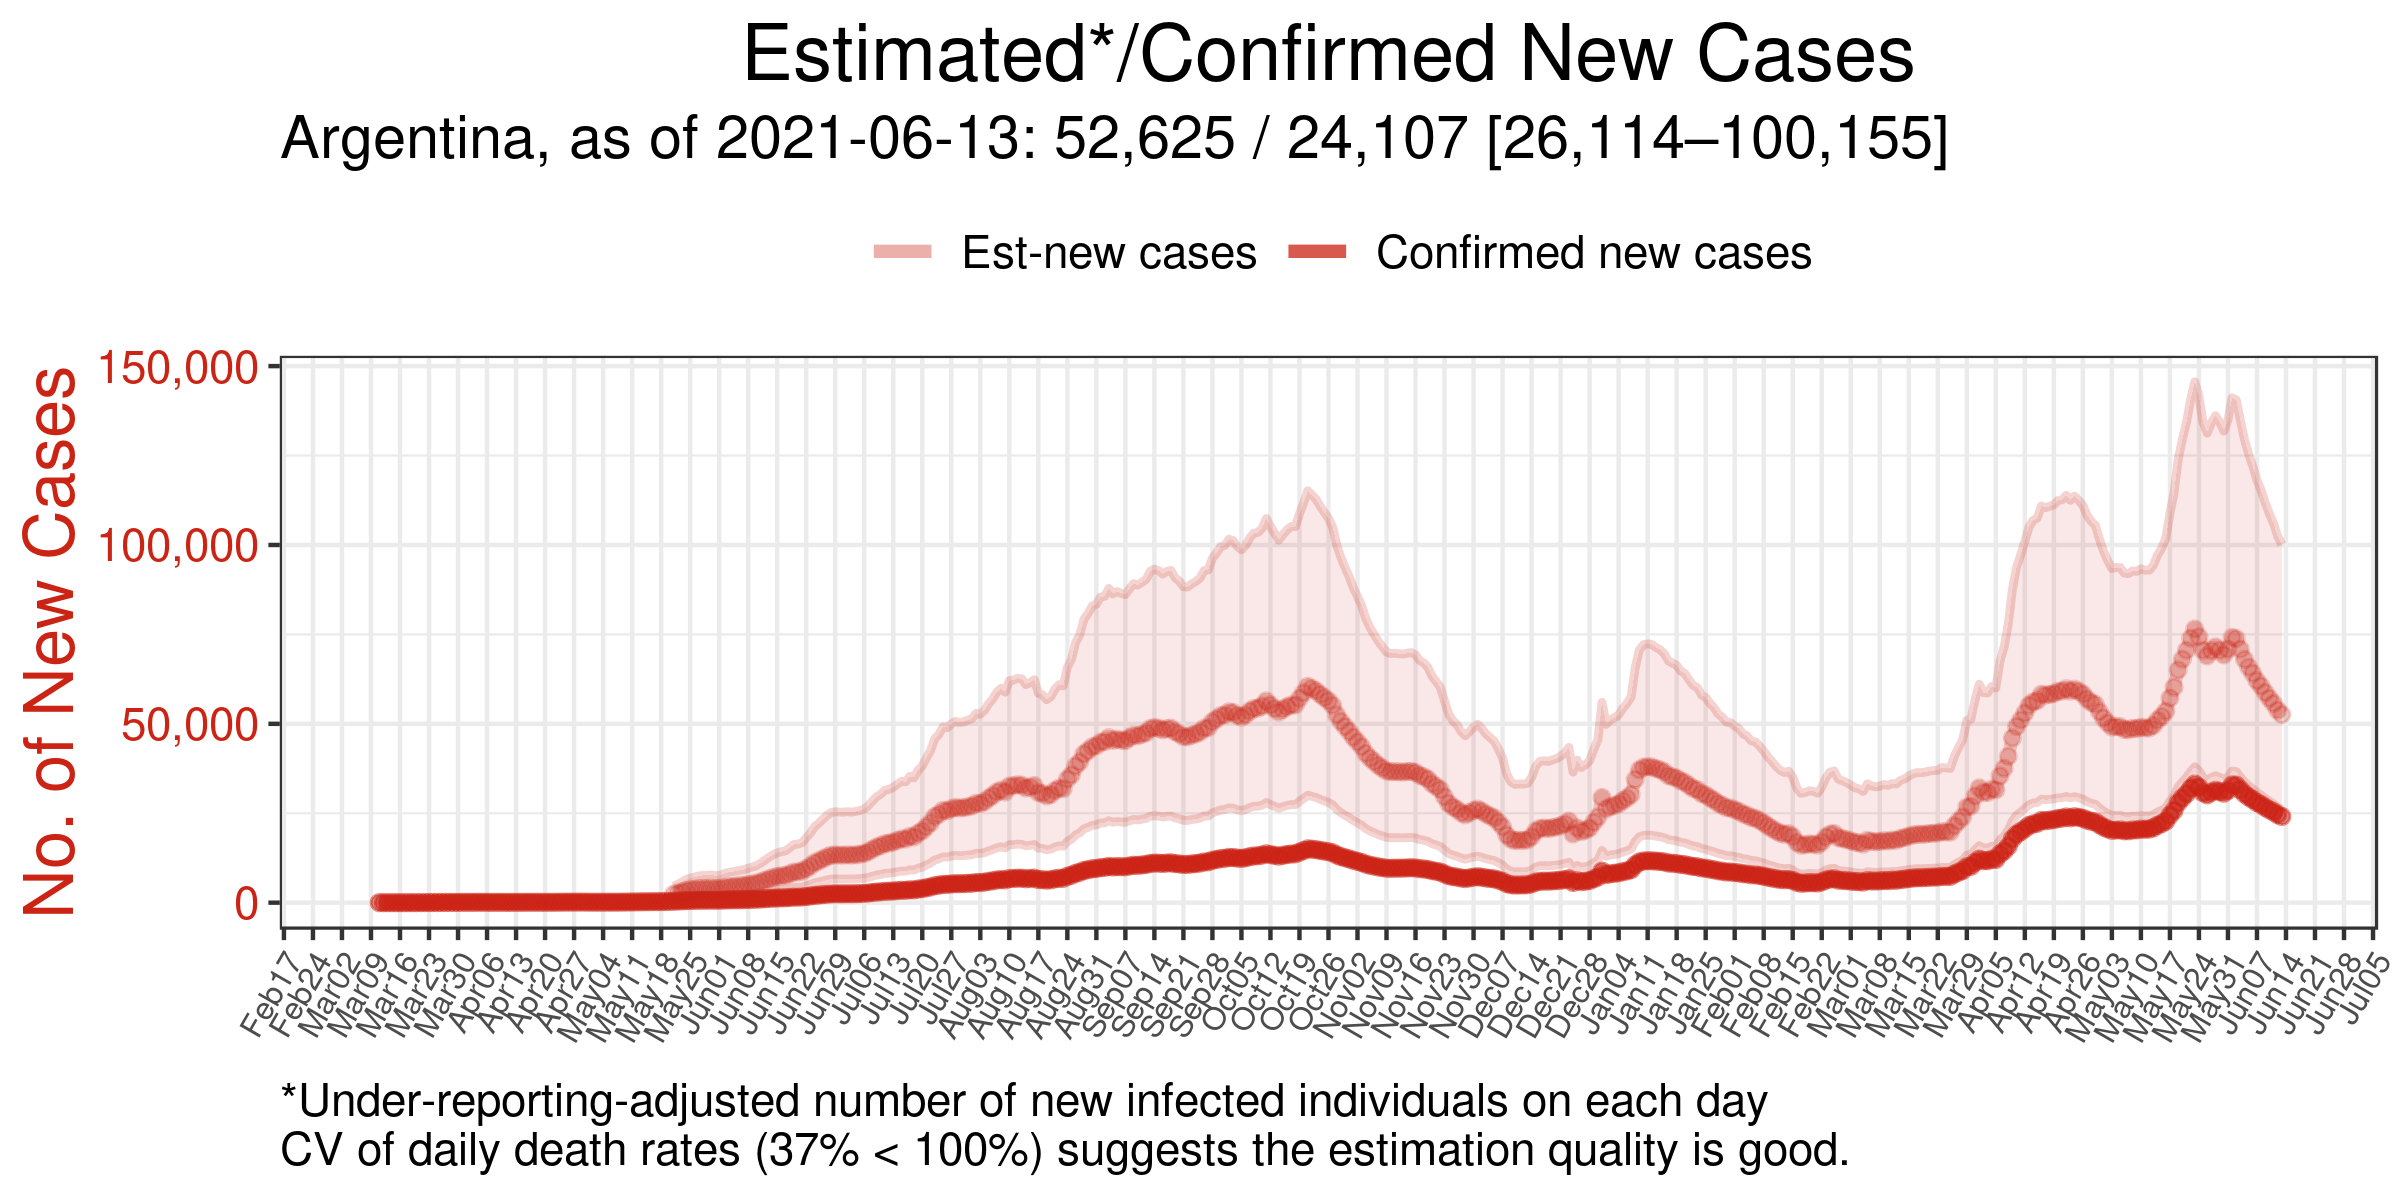 Estimated*/Confirmed New Cases
Argentina, as of 2021-06-13: 52,625 / 24,107 [26,114–100,155]
Est-new cases
Confirmed new cases
No. of New Cases
150,000
100,000
50,000
0
Feb17
Feb24
Mar02
Mar09
Mar16
Mar23
Mar30
Apr06
Apr13
Apr20
Apr27
May04
May11
May18
May25
Jun01
Jun08
Jun15
Jun22
Jun29
Jul06
Jul13
Jul20
Jul27
Aug03
Aug10
Aug17
Aug24
Aug31
Sep07
Sep14
Sep21
Sep28
Oct05
Oct12
Oct19
Oct26
Nov02
Nov09
Nov16
Nov23
Nov30
Dec07
Dec14
Dec21
Dec28
Jan04
Jan11
Jan18
Jan25
Feb01
Feb08
Feb15
Feb22
Mar01
Mar08
Mar15
Mar22
Mar29
Apr05
Apr12
Apr19
Apr26
May03
May10
May17
May24
May31
Jun07
Jun14
Jun21
Jun28
Jul05
*Under-reporting-adjusted number of new infected individuals on each day
CV of daily death rates (37% < 100%) suggests the estimation quality is good.